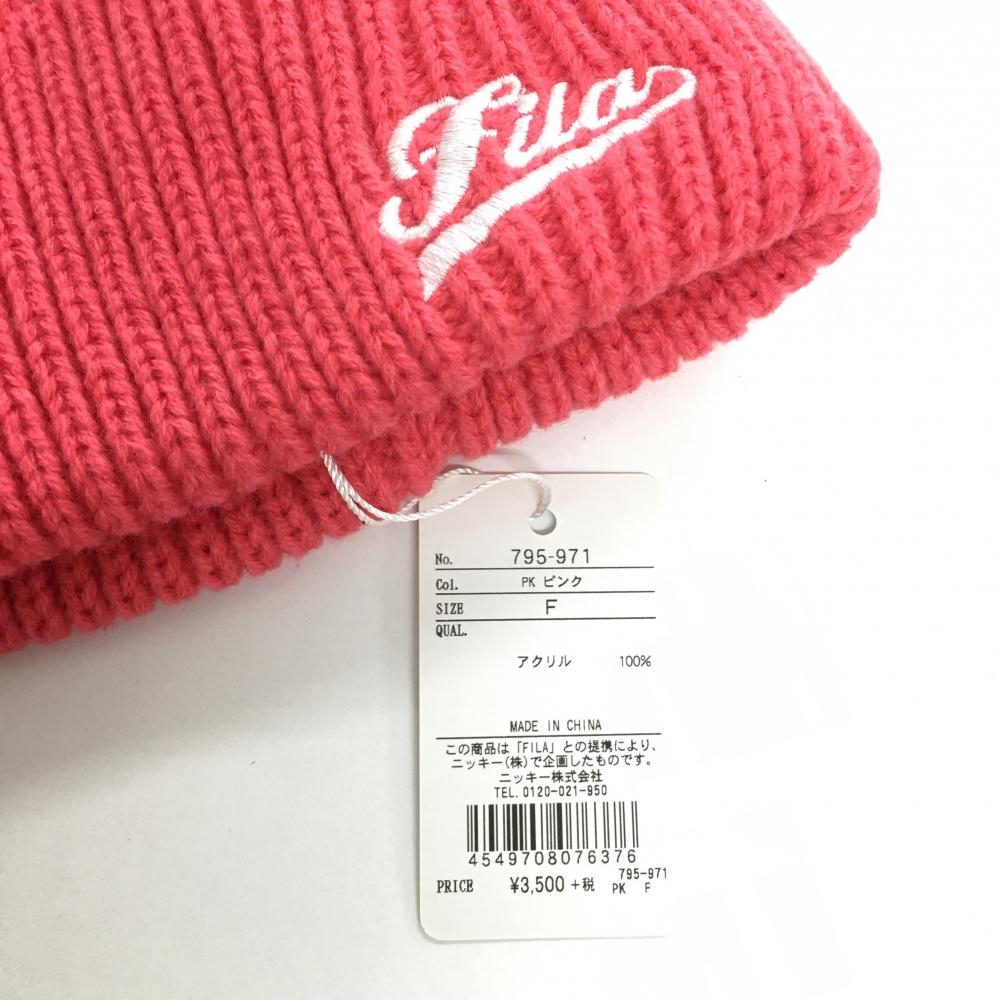 Fila
No. 795-971
Col. PK ピンク
SIZE F
QUAL.
アクリル 100%
MADE IN CHINA
この商品は「FILA」との提携により、
ニッキー(株)で企画したものです。
ニッキー株式会社
TEL. 0120-021-950
4549708076376
PRICE ¥3,500 +税
795-971
PK F